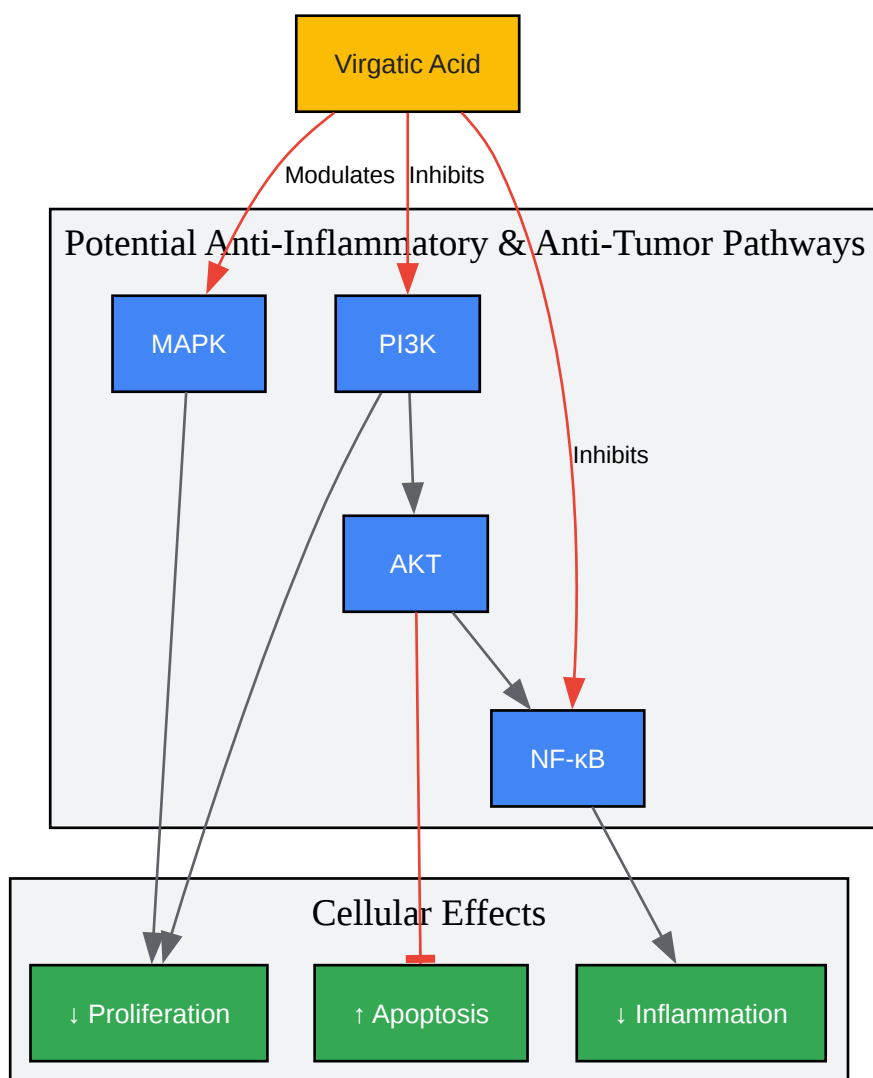 Virgatic Acid
Modulates
Inhibits
Potential Anti-Inflammatory & Anti-Tumor Pathways
MAPK
PI3K
Inhibits
AKT
NF-κB
Cellular Effects
↓ Proliferation
↑ Apoptosis
↓ Inflammation